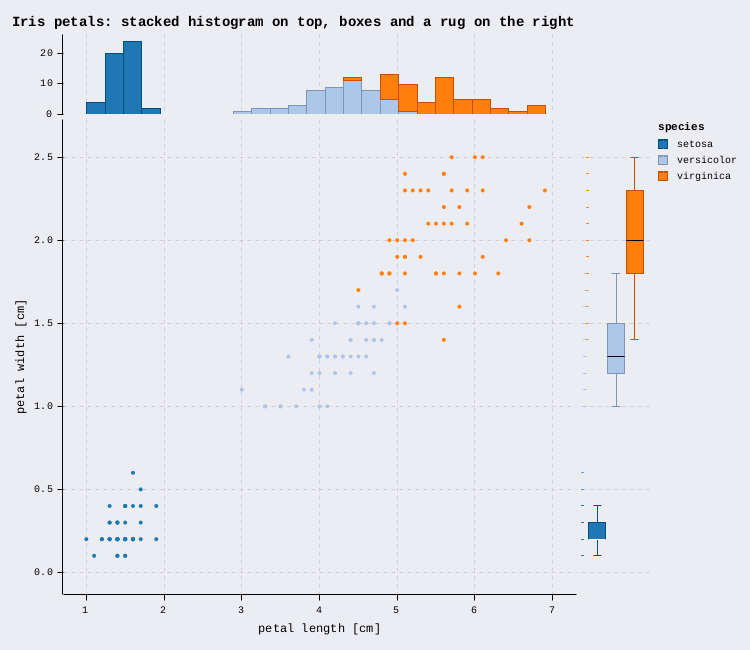 Iris petals: stacked histogram on top, boxes and a rug on the right
20
10
0
species
setosa
versicolor
virginica
2.5
2.0
1.5
1.0
0.5
0.0
petal width [cm]
1 2 3 4 5 6 7
petal length [cm]